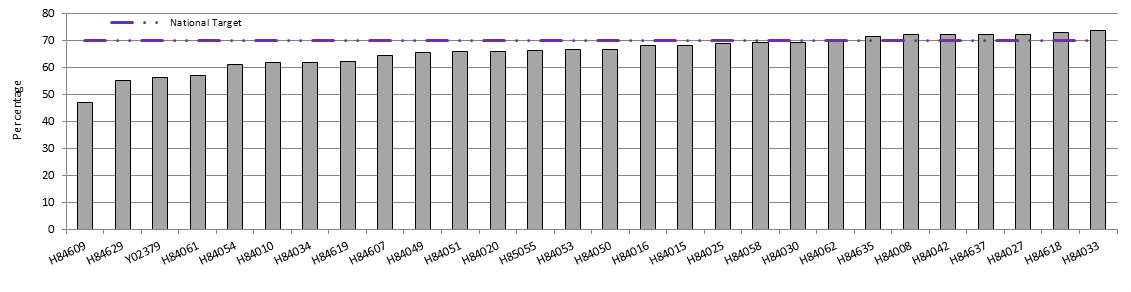 National Target
Percentage
80
70
60
50
40
30
20
10
0
H84609
H84629
Y02379
H84061
H84054
H84010
H84034
H84619
H84607
H84049
H84051
H84020
H85055
H84053
H84050
H84016
H84015
H84025
H84058
H84030
H84062
H84635
H84008
H84042
H84637
H84027
H84618
H84033